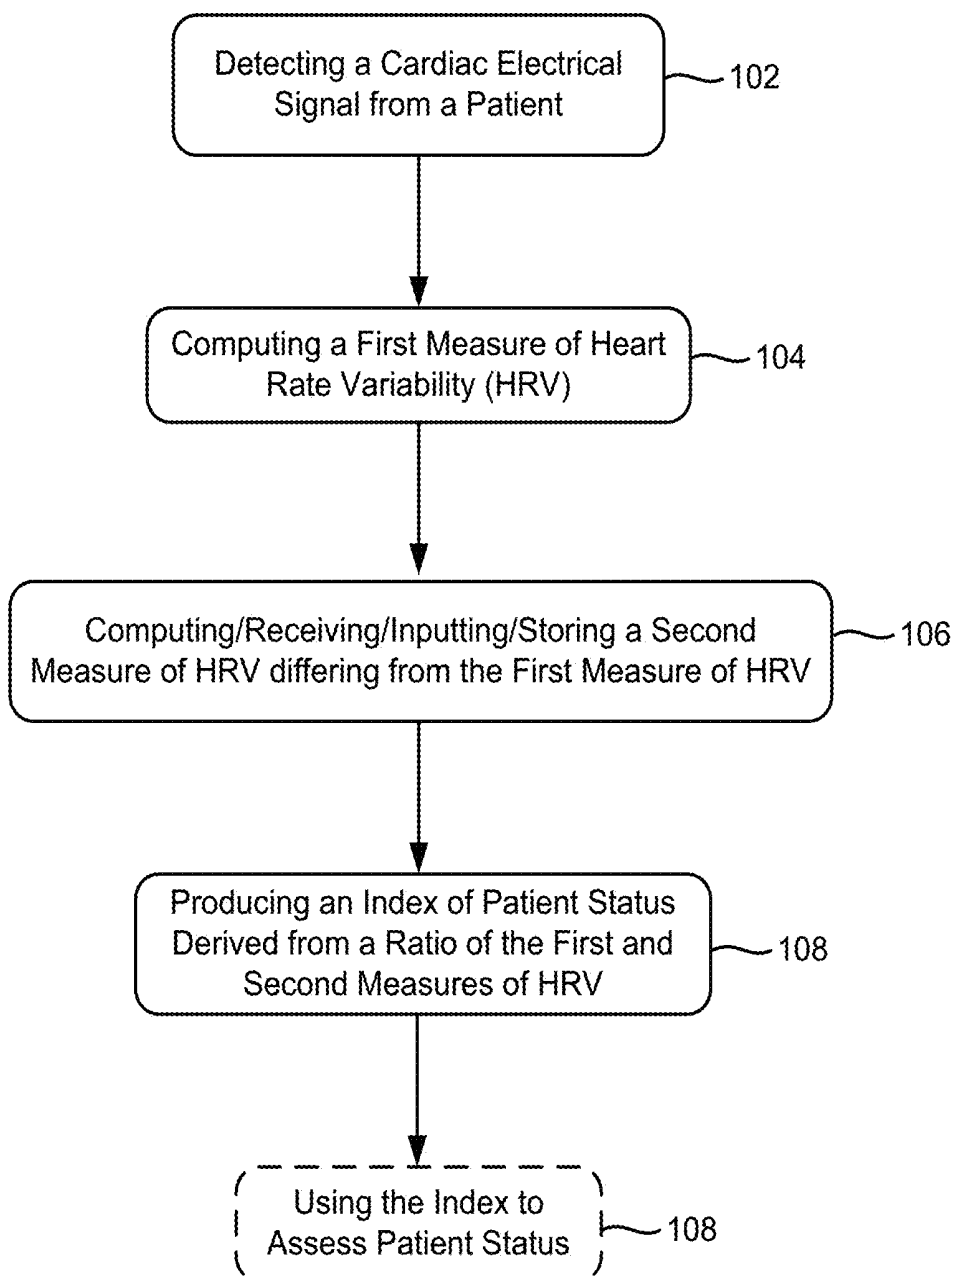 Detecting a Cardiac Electrical
Signal from a Patient
102
Computing a First Measure of Heart
Rate Variability (HRV)
104
Computing/Receiving/Inputting/Storing a Second
Measure of HRV differing from the First Measure of HRV
106
Producing an Index of Patient Status
Derived from a Ratio of the First and
Second Measures of HRV
108
Using the Index to
Assess Patient Status
108